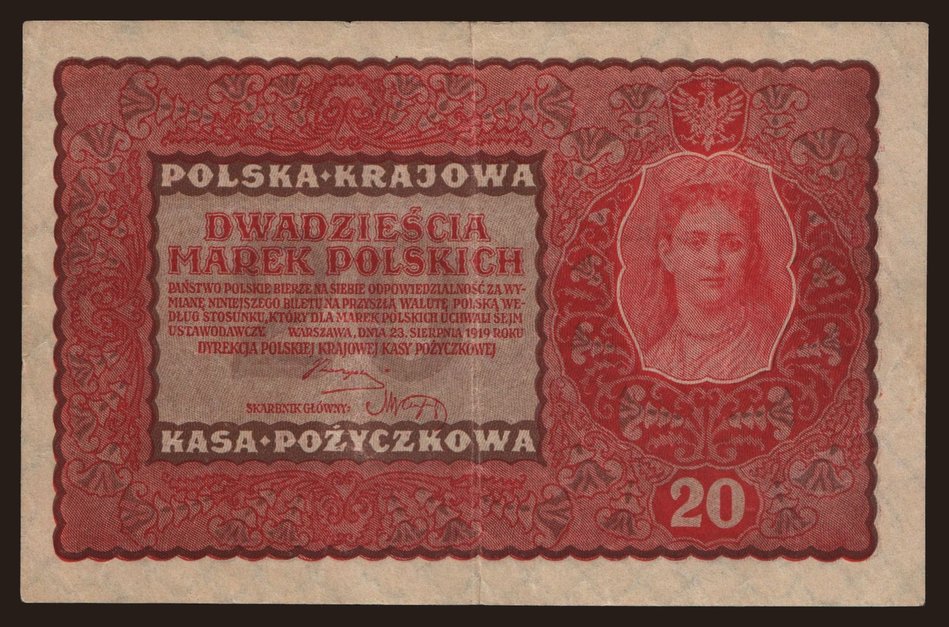 POLSKA·KRAJOWA
DWADZIEŚCIA
MAREK POLSKICH
PAŃSTWO POLSKIE BIERZE NA SIEBIE ODPOWIEDZIALNOŚĆ ZA WY-
MIANĘ NINIEJSZEGO BILETU NA PRZYSZŁĄ WALUTĘ POLSKĄ WE-
DŁUG STOSUNKU, KTÓRY DLA MAREK POLSKICH UCHWALI SEJM
USTAWODAWCZY. WARSZAWA, DNIA 23. SIERPNIA 1919 ROKU
DYREKCJA POLSKIEJ KRAJOWEJ KASY POŻYCZKOWEJ
SKARBNIK GŁÓWNY:
KASA·POŻYCZKOWA
20